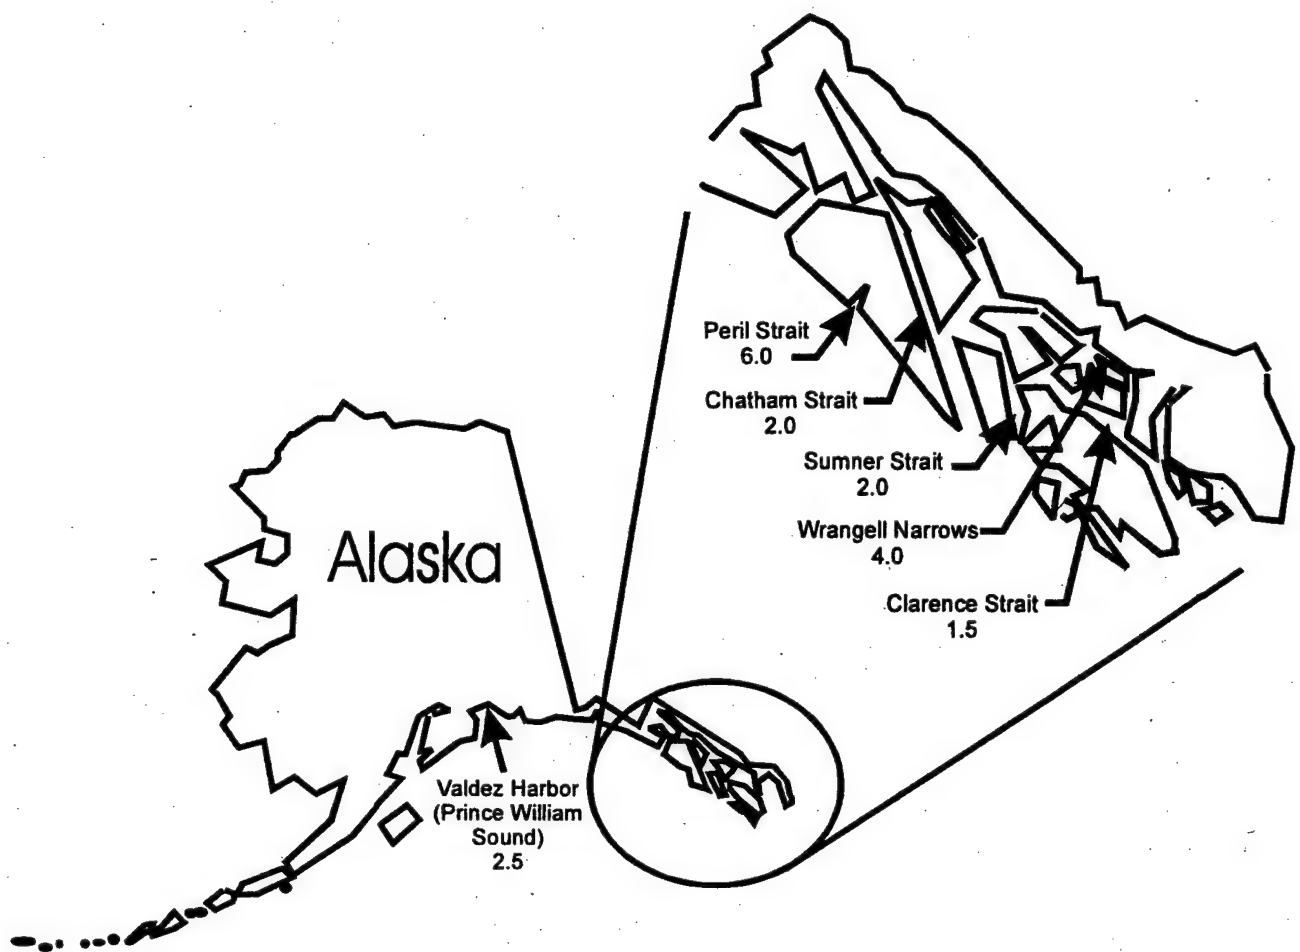 Peril Strait
6.0
Chatham Strait
2.0
Sumner Strait
2.0
Wrangell Narrows
4.0
Clarence Strait
1.5
Alaska
Valdez Harbor
(Prince William
Sound)
2.5